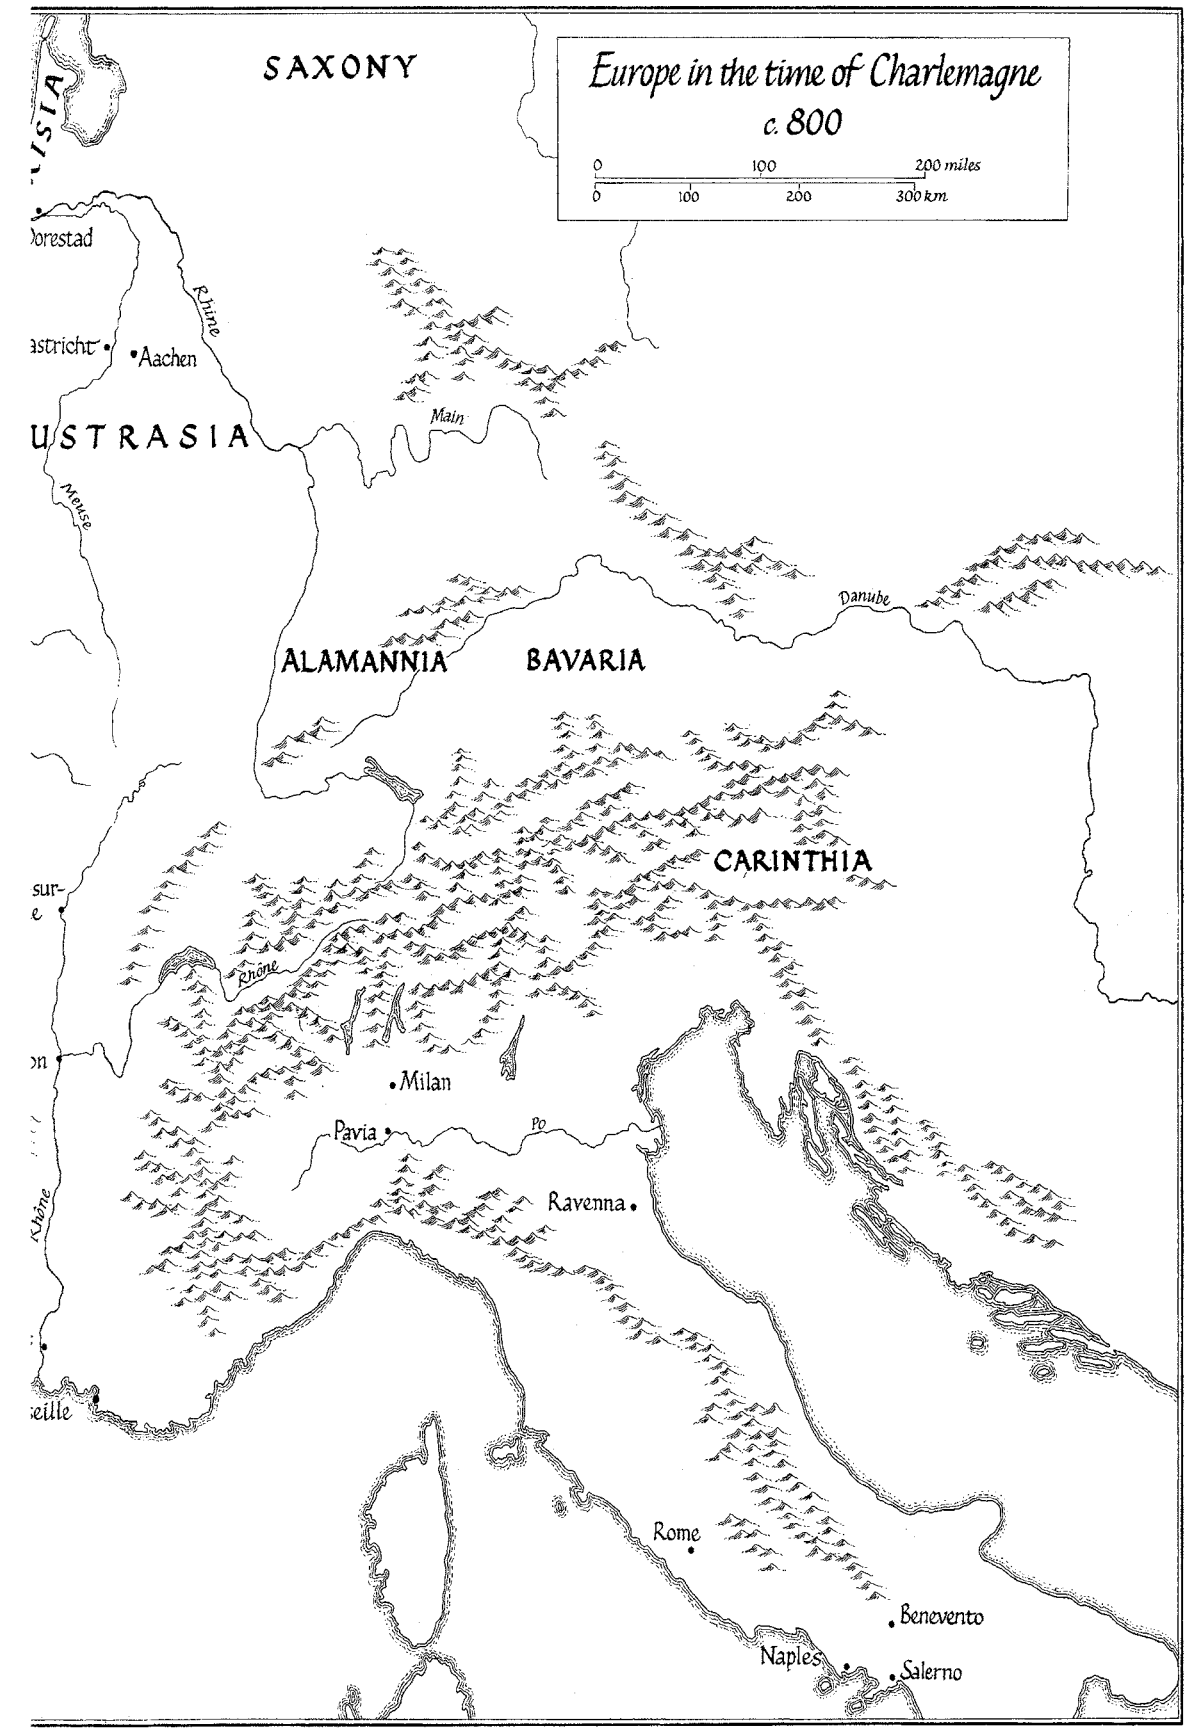 SAXONY
Europe in the time of Charlemagne
c. 800
0 100 200 miles
0 100 200 300 km
ISIA
Dorestad
Rhine
astricht
Aachen
Main
USTRASIA
Meuse
Danube
ALAMANNIA
BAVARIA
CARINTHIA
sur-
e
Rhône
on
Milan
Pavia
Po
Rhône
Ravenna
seille
Rome
Benevento
Naples
Salerno